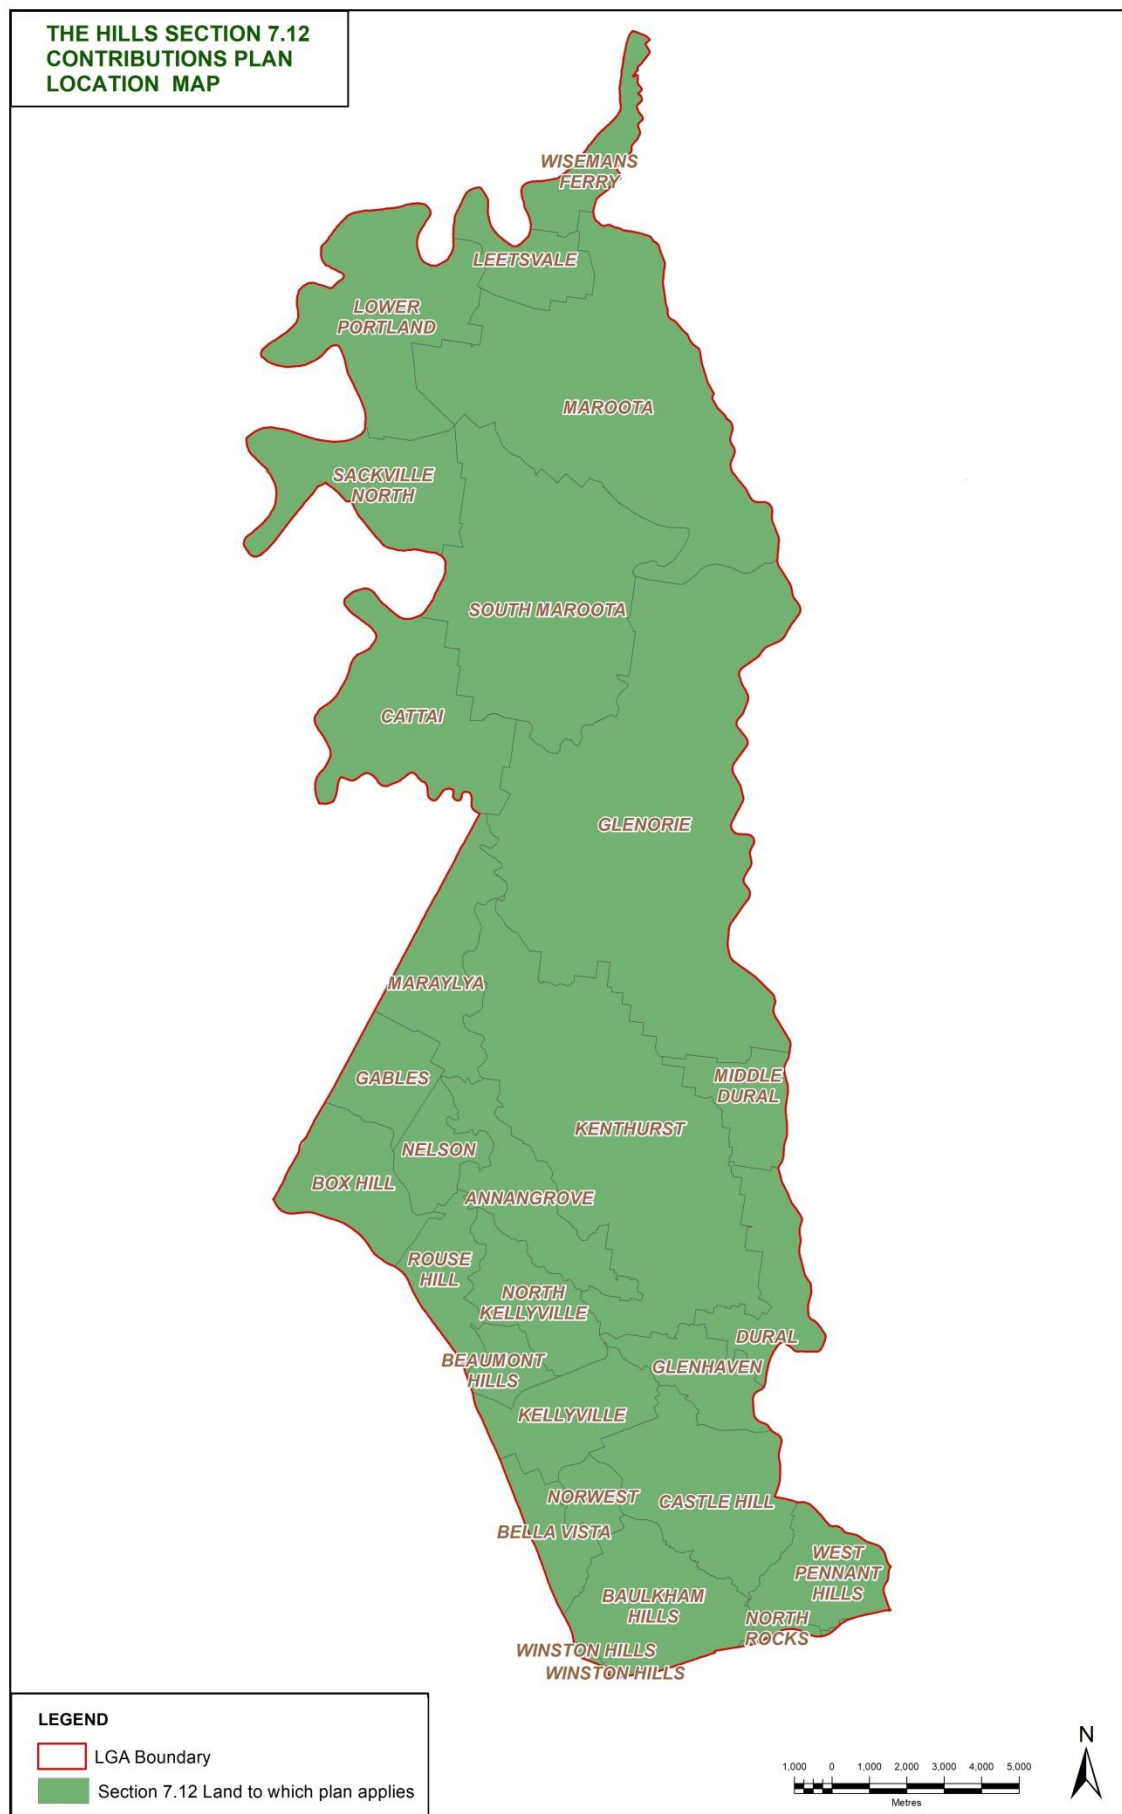 THE HILLS SECTION 7.12
CONTRIBUTIONS PLAN
LOCATION MAP
WISEMANS
FERRY
LEETSVALE
LOWER
PORTLAND
MAROOTA
SACKVILLE
NORTH
SOUTH MAROOTA
CATTAI
GLENORIE
MARAYLYA
GABLES
MIDDLE
DURAL
KENTHURST
NELSON
BOX HILL
ANNANGROVE
ROUSE
HILL
NORTH
KELLYVILLE
DURAL
BEAUMONT
HILLS
GLENHAVEN
KELLYVILLE
NORWEST
CASTLE HILL
BELLA VISTA
WEST
PENNANT
HILLS
BAULKHAM
HILLS
NORTH
ROCKS
WINSTON HILLS
WINSTON HILLS
LEGEND
LGA Boundary
Section 7.12 Land to which plan applies
N
1,000 0 1,000 2,000 3,000 4,000 5,000
Metres